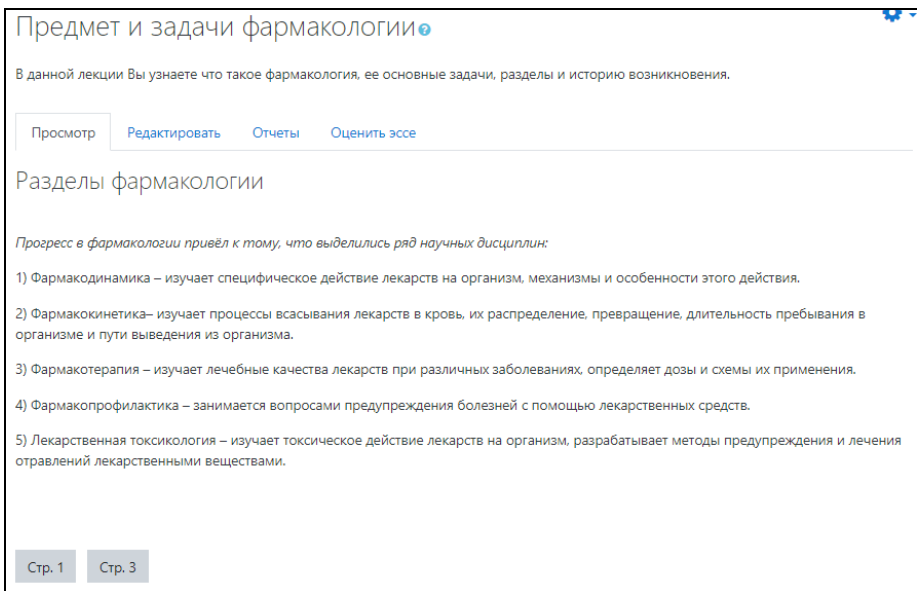 Предмет и задачи фармакологии
В данной лекции Вы узнаете что такое фармакология, ее основные задачи, разделы и историю возникновения.
Просмотр Редактировать Отчеты Оценить эссе
Разделы фармакологии
Прогресс в фармакологии привёл к тому, что выделились ряд научных дисциплин:
1) Фармакодинамика – изучает специфическое действие лекарств на организм, механизмы и особенности этого действия.
2) Фармакокинетика– изучает процессы всасывания лекарств в кровь, их распределение, превращение, длительность пребывания в
организме и пути выведения из организма.
3) Фармакотерапия – изучает лечебные качества лекарств при различных заболеваниях, определяет дозы и схемы их применения.
4) Фармакопрофилактика – занимается вопросами предупреждения болезней с помощью лекарственных средств.
5) Лекарственная токсикология – изучает токсическое действие лекарств на организм, разрабатывает методы предупреждения и лечения
отравлений лекарственными веществами.
Стр. 1 Стр. 3